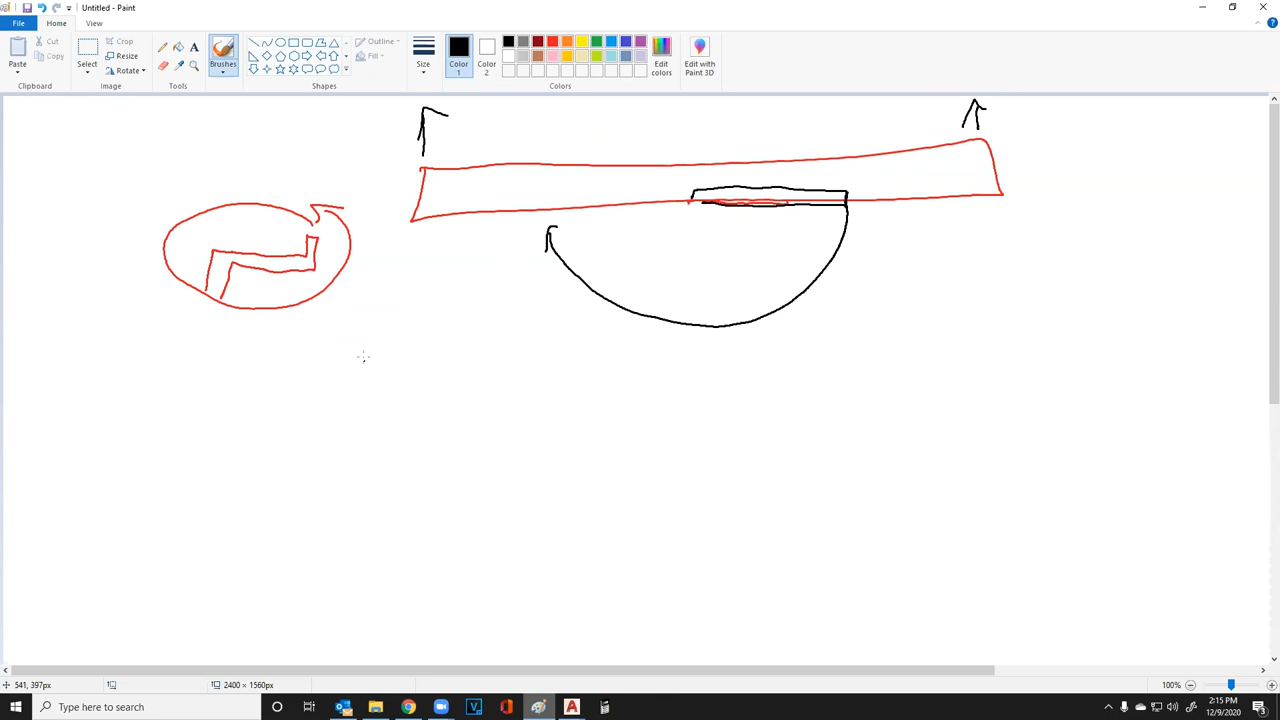 Untitled - Paint
File Home View
Paste
Cut
Copy
Clipboard
Select
Crop
Resize
Rotate
Image
A
Tools
Brushes
Shapes
Outline
Fill
Size
Color 1
Color 2
Edit colors
Colors
Edit with Paint 3D
541, 397px
2400 × 1560px
100%
Type here to search
2:15 PM
12/9/2020